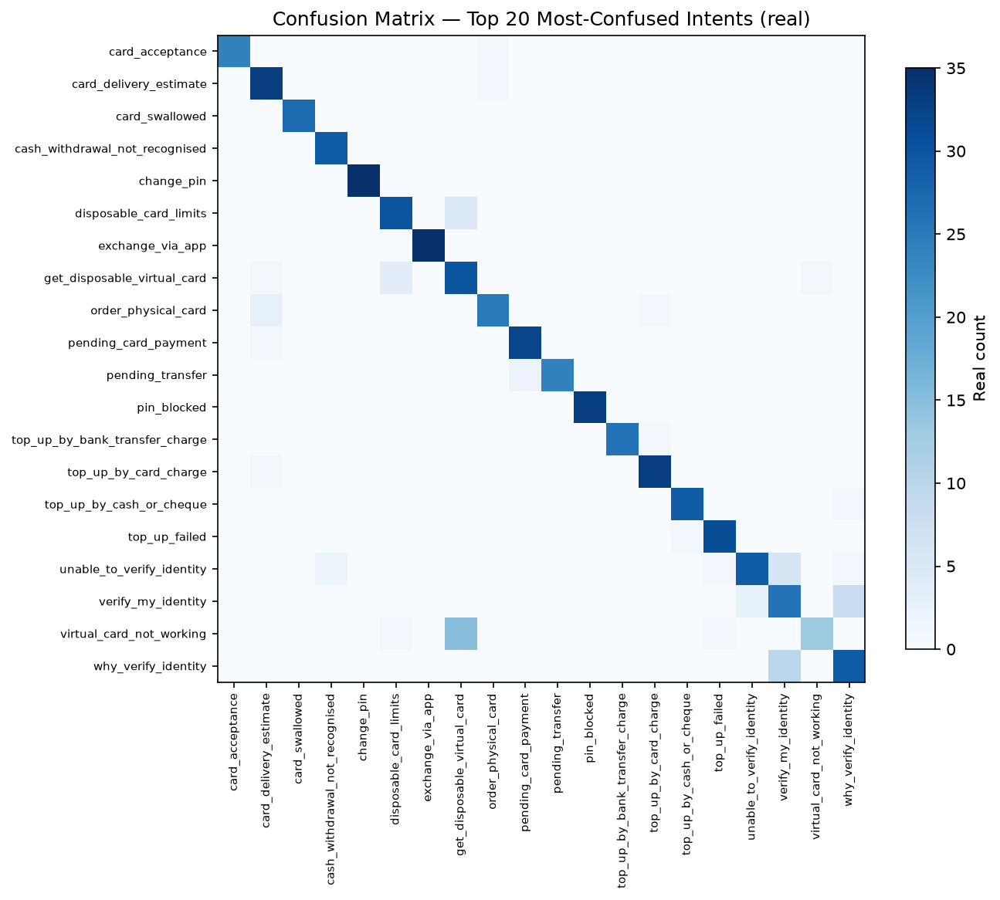 Confusion Matrix — Top 20 Most-Confused Intents (real)
card_acceptance
card_delivery_estimate
card_swallowed
cash_withdrawal_not_recognised
change_pin
disposable_card_limits
exchange_via_app
get_disposable_virtual_card
order_physical_card
pending_card_payment
pending_transfer
pin_blocked
top_up_by_bank_transfer_charge
top_up_by_card_charge
top_up_by_cash_or_cheque
top_up_failed
unable_to_verify_identity
verify_my_identity
virtual_card_not_working
why_verify_identity
card_acceptance
card_delivery_estimate
card_swallowed
cash_withdrawal_not_recognised
change_pin
disposable_card_limits
exchange_via_app
get_disposable_virtual_card
order_physical_card
pending_card_payment
pending_transfer
pin_blocked
top_up_by_bank_transfer_charge
top_up_by_card_charge
top_up_by_cash_or_cheque
top_up_failed
unable_to_verify_identity
verify_my_identity
virtual_card_not_working
why_verify_identity
35
30
25
20
15
10
5
0
Real count